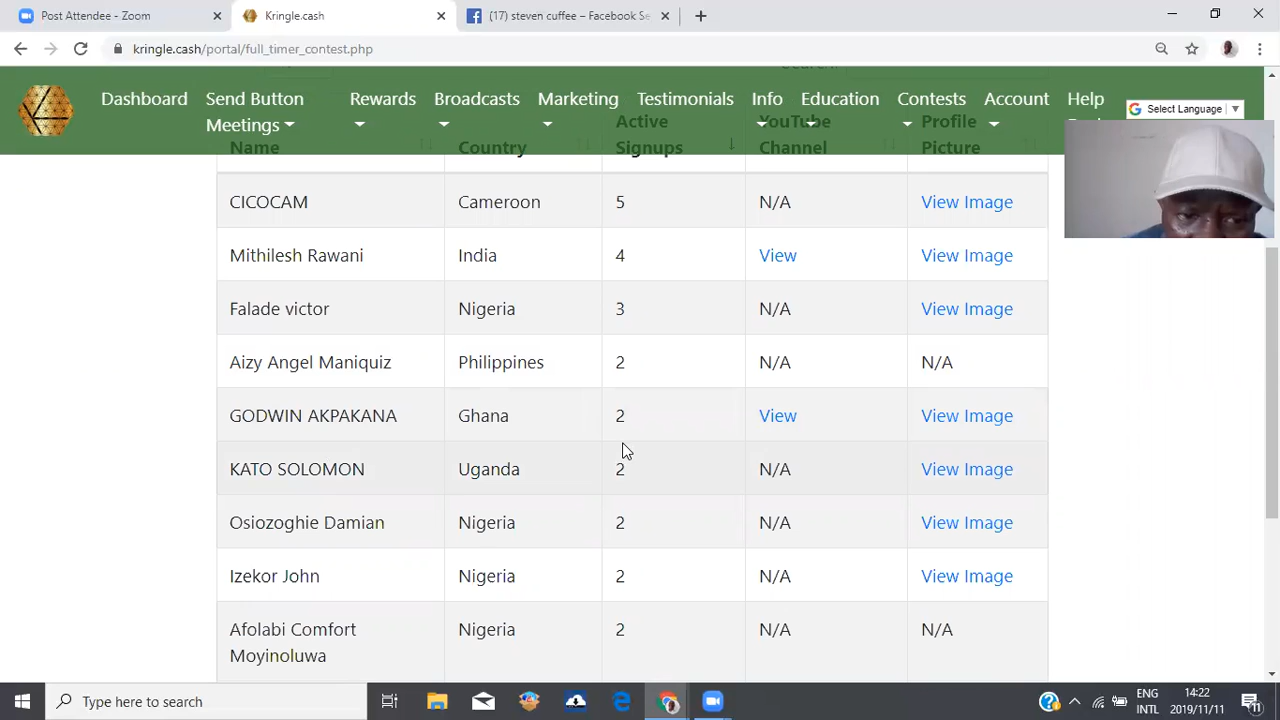 Post Attendee - Zoom
Kringle.cash
(17) steven cuffee – Facebook Se
kringle.cash/portal/full_timer_contest.php
Dashboard Send Button Meetings Rewards Broadcasts Marketing Testimonials Info Education Contests Account Help
Select Language
Name Country Active Signups YouTube Channel Profile Picture
CICOCAM Cameroon 5 N/A View Image
Mithilesh Rawani India 4 View View Image
Falade victor Nigeria 3 N/A View Image
Aizy Angel Maniquiz Philippines 2 N/A N/A
GODWIN AKPAKANA Ghana 2 View View Image
KATO SOLOMON Uganda 2 N/A View Image
Osiozoghie Damian Nigeria 2 N/A View Image
Izekor John Nigeria 2 N/A View Image
Afolabi Comfort Nigeria 2 N/A N/A
Moyinoluwa
Type here to search
ENG 14:22
INTL 2019/11/11
11